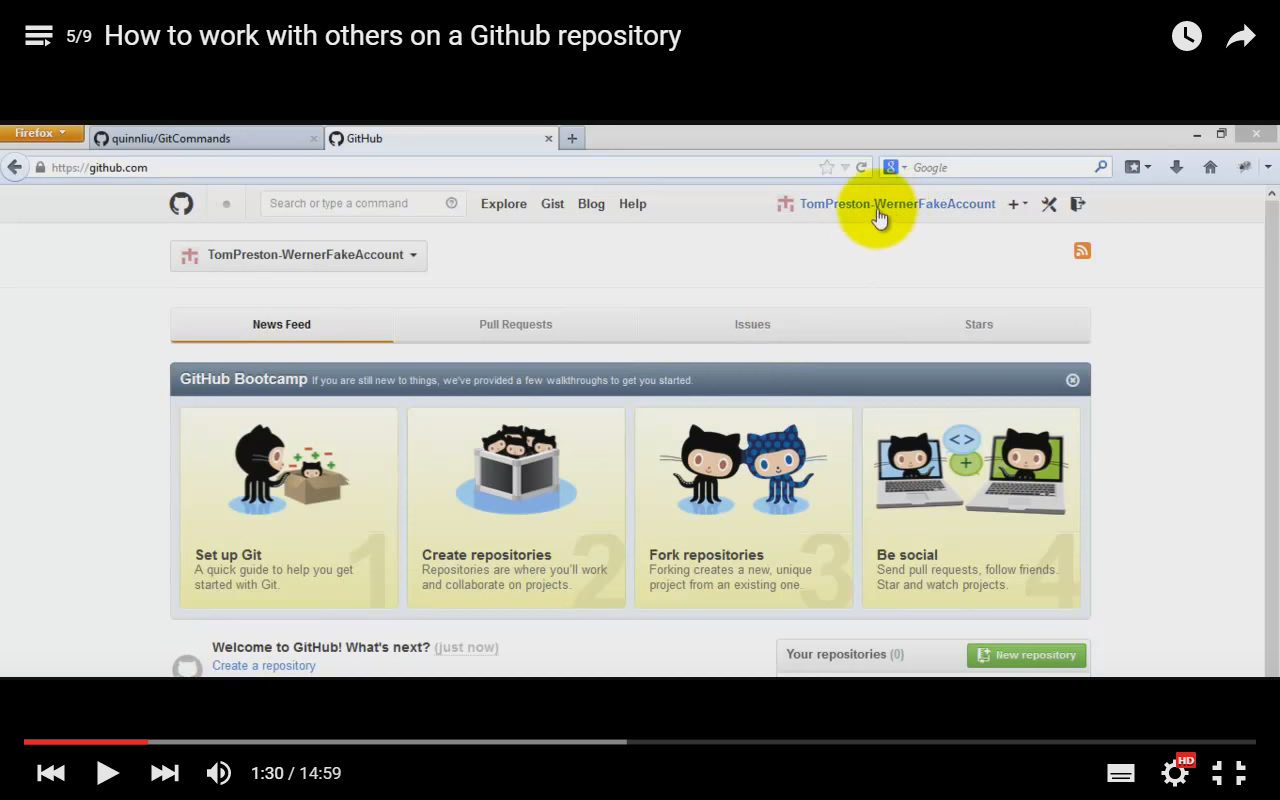 5/9 How to work with others on a Github repository
Firefox
quinnliu/GitCommands
GitHub
https://github.com
Google
Search or type a command
Explore Gist Blog Help
TomPreston-WernerFakeAccount
TomPreston-WernerFakeAccount
News Feed Pull Requests Issues Stars
GitHub Bootcamp If you are still new to things, we've provided a few walkthroughs to get you started.
Set up Git
A quick guide to help you get
started with Git.
1
Create repositories
Repositories are where you'll work
and collaborate on projects.
2
Fork repositories
Forking creates a new, unique
project from an existing one.
3
Be social
Send pull requests, follow friends.
Star and watch projects.
4
Welcome to GitHub! What's next? (just now)
Create a repository
Your repositories (0)
New repository
1:30 / 14:59
HD